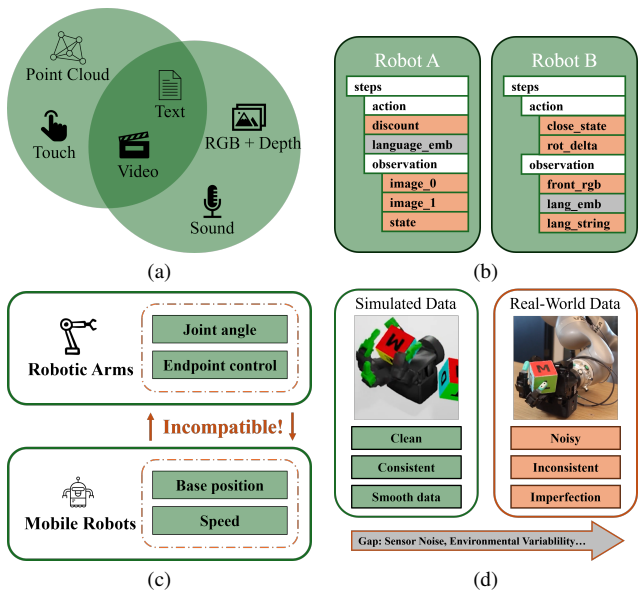 Point Cloud
Text
Touch
RGB + Depth
Video
Sound
(a)
Robot A
steps
action
discount
language_emb
observation
image_0
image_1
state
Robot B
steps
action
close_state
rot_delta
observation
front_rgb
lang_emb
lang_string
(b)
Robotic Arms
Joint angle
Endpoint control
Incompatible!
Mobile Robots
Base position
Speed
(c)
Simulated Data
M
Clean
Consistent
Smooth data
Real-World Data
M
Noisy
Inconsistent
Imperfection
Gap: Sensor Noise, Environmental Variablility…
(d)